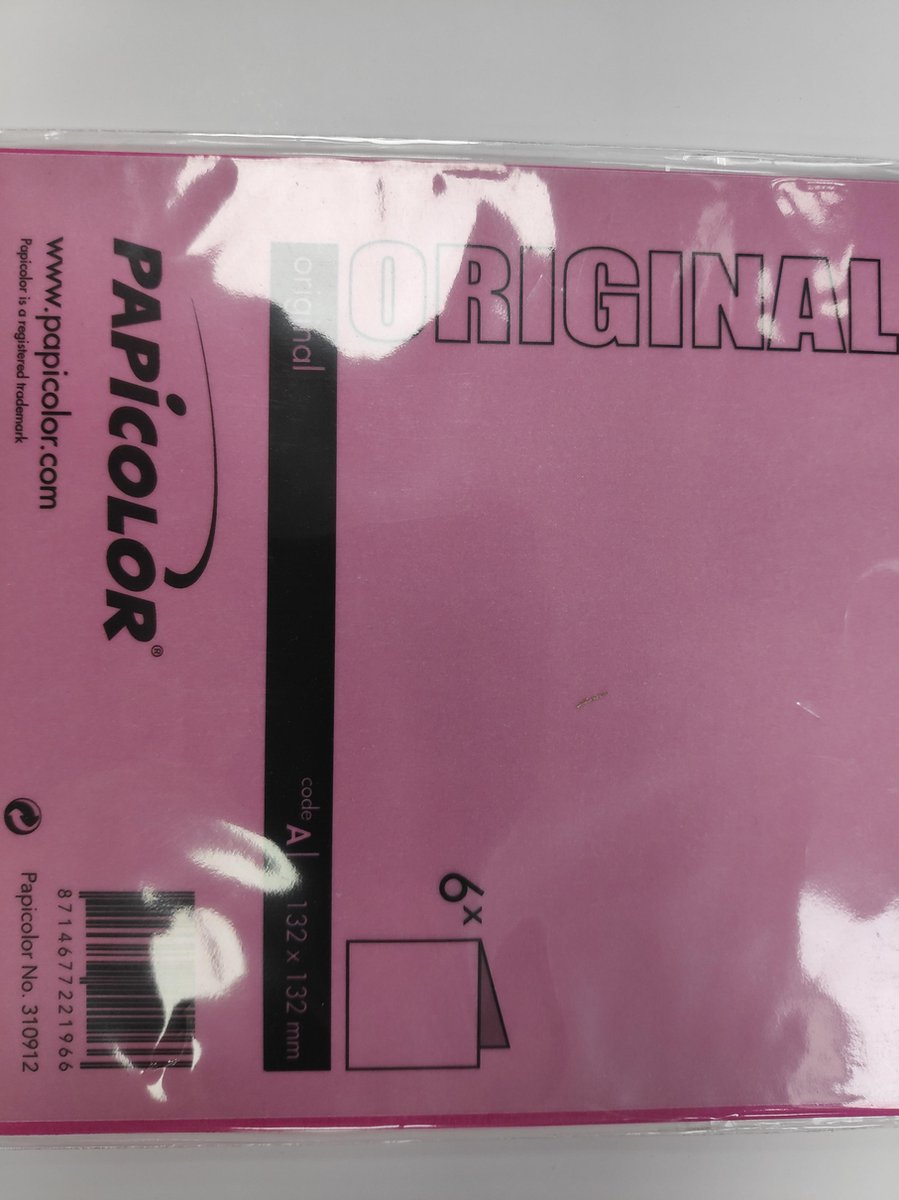 ORIGINAL
6x
original
code A | 132 x 132 mm
PAPiCOLOR®
8714677221966
www.papicolor.com
Papicolor is a registered trademark
Papicolor No. 310912